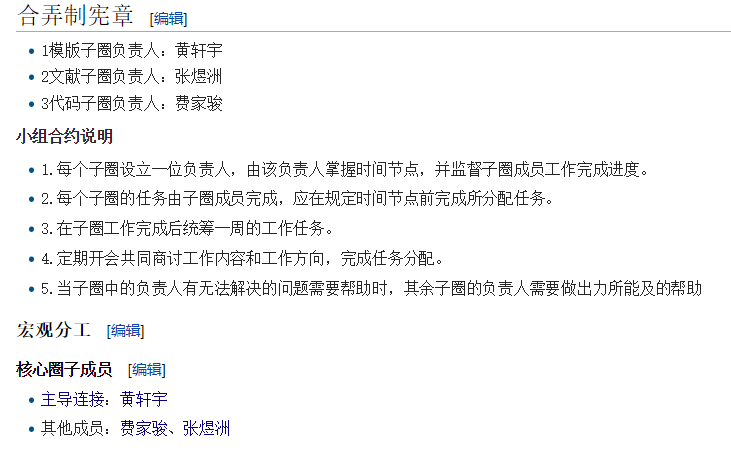 合弄制宪章 [编辑]
1模版子圈负责人：黄轩宇
2文献子圈负责人：张煜洲
3代码子圈负责人：费家骏
小组合约说明
1.每个子圈设立一位负责人，由该负责人掌握时间节点，并监督子圈成员工作完成进度。
2.每个子圈的任务由子圈成员完成，应在规定时间节点前完成所分配任务。
3.在子圈工作完成后统筹一周的工作任务。
4.定期开会共同商讨工作内容和工作方向，完成任务分配。
5.当子圈中的负责人有无法解决的问题需要帮助时，其余子圈的负责人需要做出力所能及的帮助
宏观分工 [编辑]
核心圈子成员 [编辑]
主导连接：黄轩宇
其他成员：费家骏、张煜洲